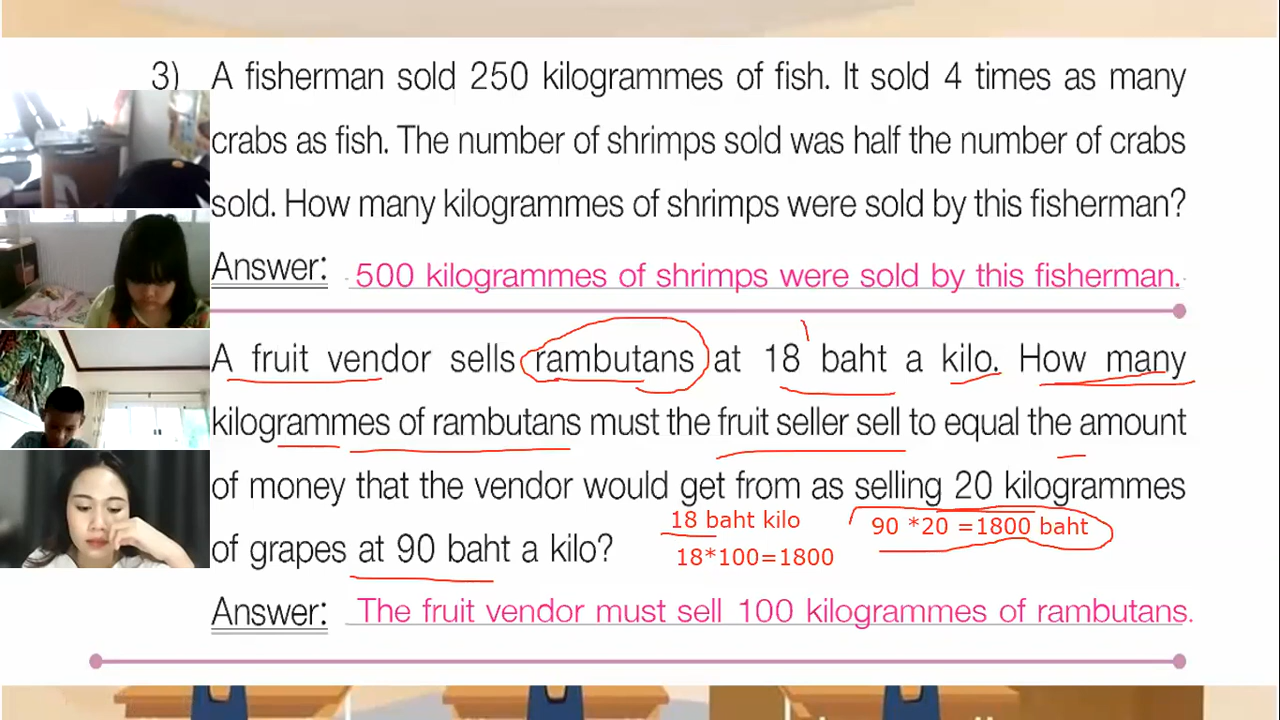 3) A fisherman sold 250 kilogrammes of fish. It sold 4 times as many
crabs as fish. The number of shrimps sold was half the number of crabs
sold. How many kilogrammes of shrimps were sold by this fisherman?
Answer: 500 kilogrammes of shrimps were sold by this fisherman.
A fruit vendor sells rambutans at 18 baht a kilo. How many
kilogrammes of rambutans must the fruit seller sell to equal the amount
of money that the vendor would get from as selling 20 kilogrammes
18 baht kilo
90 *20 =1800 baht
of grapes at 90 baht a kilo?
18*100=1800
Answer: The fruit vendor must sell 100 kilogrammes of rambutans.